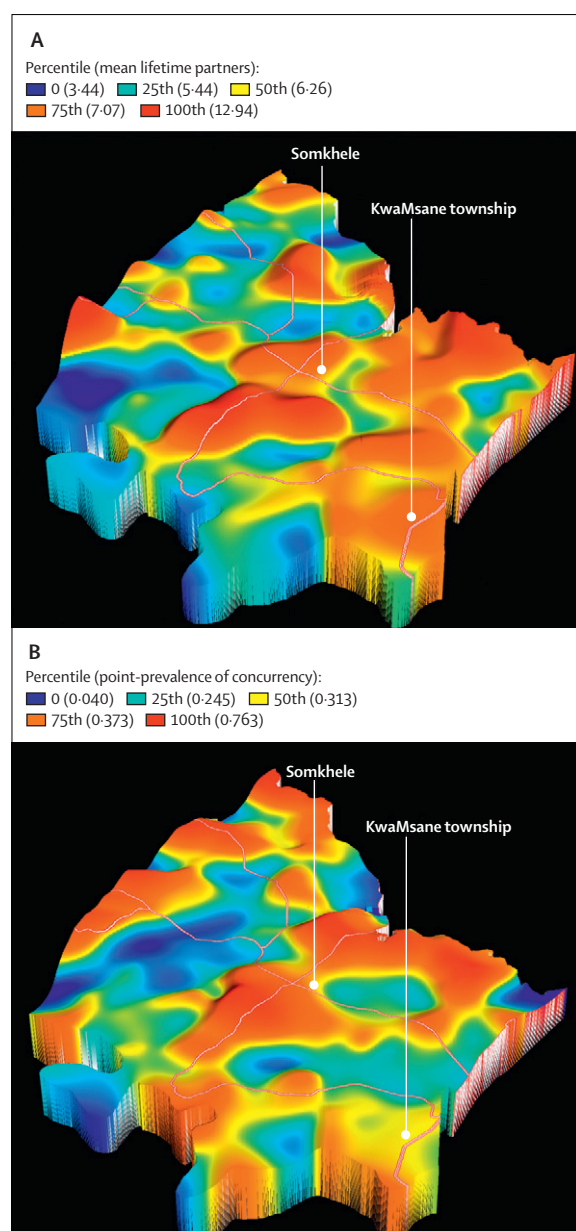 A
Percentile (mean lifetime partners):
0 (3·44) 25th (5·44) 50th (6·26)
75th (7·07) 100th (12·94)
Somkhele
KwaMsane township
B
Percentile (point-prevalence of concurrency):
0 (0·040) 25th (0·245) 50th (0·313)
75th (0·373) 100th (0·763)
Somkhele
KwaMsane township